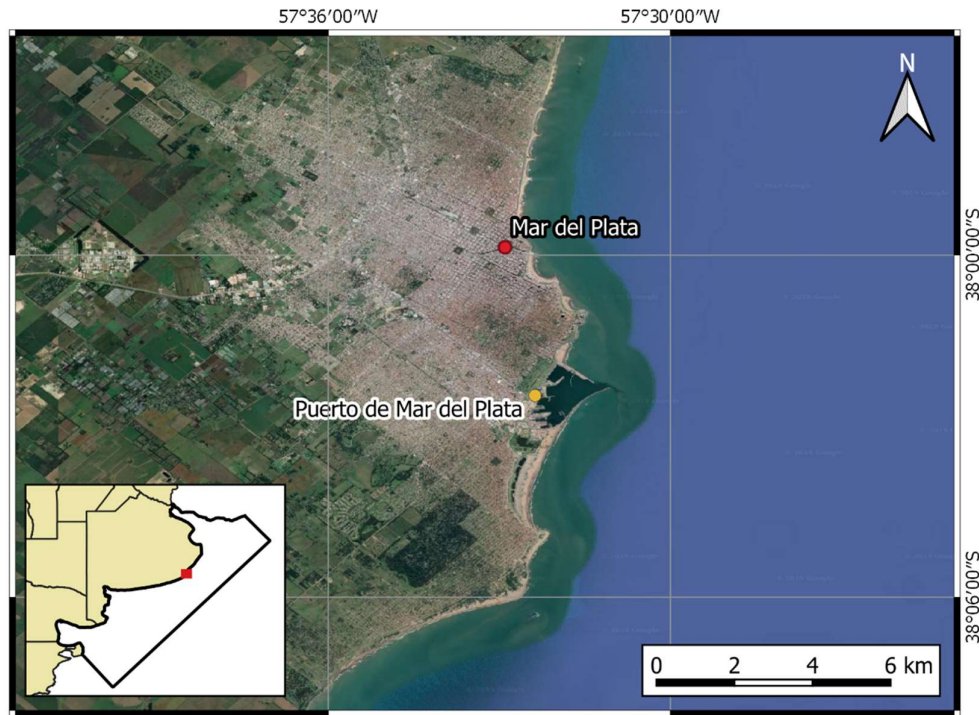 57°36′00″W
57°30′00″W
N
Mar del Plata
38°00′00″S
Puerto de Mar del Plata
38°06′00″S
0 2 4 6 km